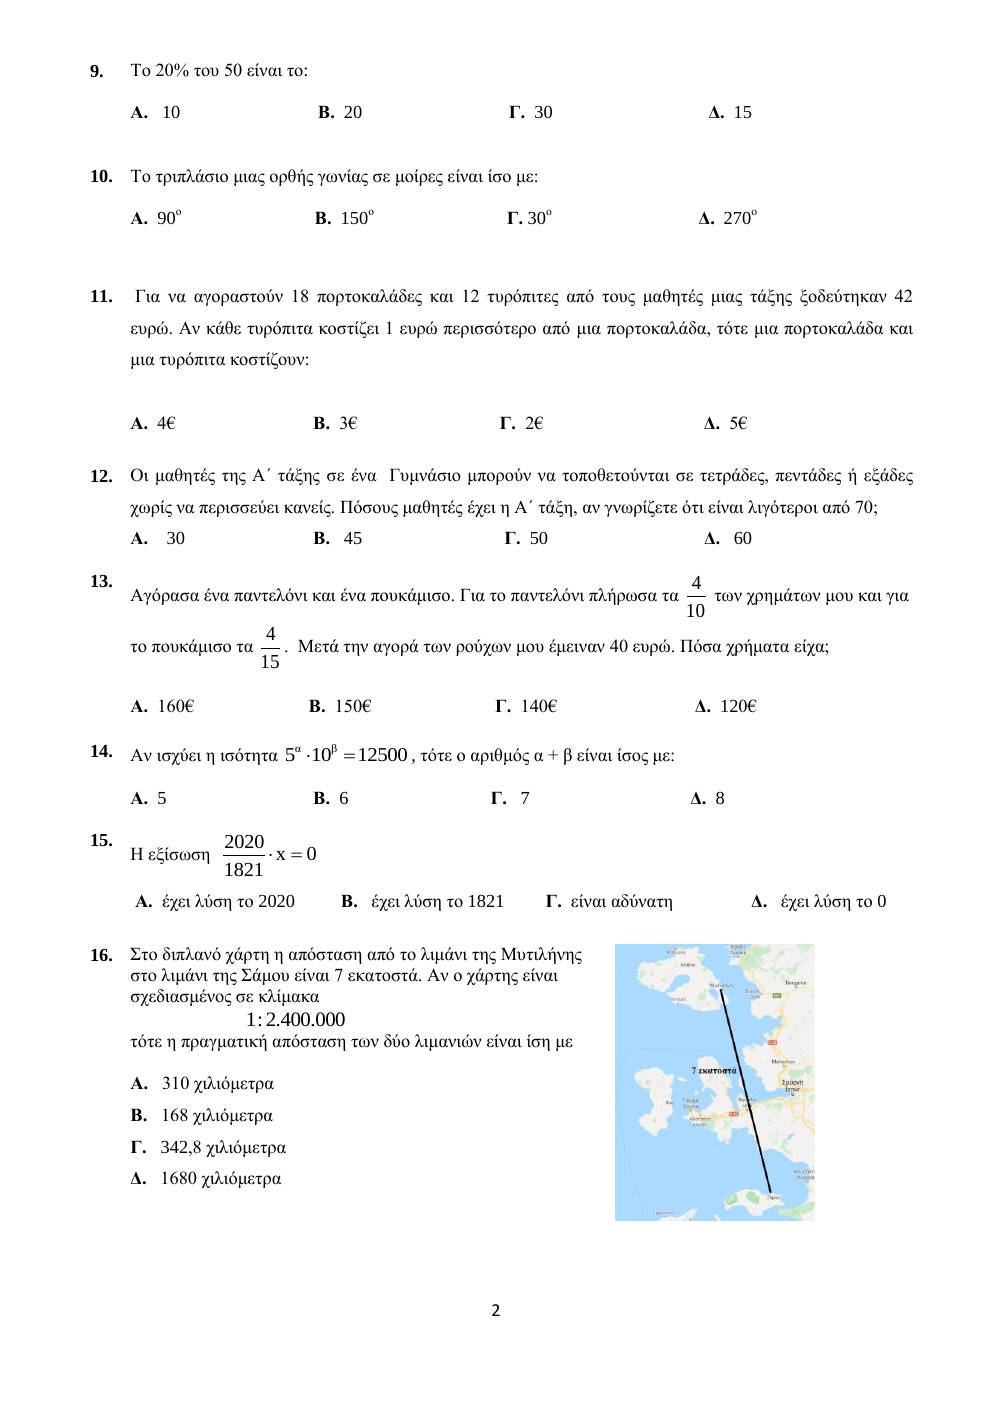 9. Το 20% του 50 είναι το:
Α. 10 Β. 20 Γ. 30 Δ. 15
10. Το τριπλάσιο μιας ορθής γωνίας σε μοίρες είναι ίσο με:
Α. 90° Β. 150° Γ. 30° Δ. 270°
11. Για να αγοραστούν 18 πορτοκαλάδες και 12 τυρόπιτες από τους μαθητές μιας τάξης ξοδεύτηκαν 42
ευρώ. Αν κάθε τυρόπιτα κοστίζει 1 ευρώ περισσότερο από μια πορτοκαλάδα, τότε μια πορτοκαλάδα και
μια τυρόπιτα κοστίζουν:
Α. 4€ Β. 3€ Γ. 2€ Δ. 5€
12. Οι μαθητές της Α΄ τάξης σε ένα Γυμνάσιο μπορούν να τοποθετούνται σε τετράδες, πεντάδες ή εξάδες
χωρίς να περισσεύει κανείς. Πόσους μαθητές έχει η Α΄ τάξη, αν γνωρίζετε ότι είναι λιγότεροι από 70;
Α. 30 Β. 45 Γ. 50 Δ. 60
13. Αγόρασα ένα παντελόνι και ένα πουκάμισο. Για το παντελόνι πλήρωσα τα 4/10 των χρημάτων μου και για
το πουκάμισο τα 4/15 . Μετά την αγορά των ρούχων μου έμειναν 40 ευρώ. Πόσα χρήματα είχα;
Α. 160€ Β. 150€ Γ. 140€ Δ. 120€
14. Αν ισχύει η ισότητα 5^α ·10^β =12500 , τότε ο αριθμός α + β είναι ίσος με:
Α. 5 Β. 6 Γ. 7 Δ. 8
15. Η εξίσωση 2020/1821 · x = 0
Α. έχει λύση το 2020 Β. έχει λύση το 1821 Γ. είναι αδύνατη Δ. έχει λύση το 0
16. Στο διπλανό χάρτη η απόσταση από το λιμάνι της Μυτιλήνης
στο λιμάνι της Σάμου είναι 7 εκατοστά. Αν ο χάρτης είναι
σχεδιασμένος σε κλίμακα
1: 2.400.000
τότε η πραγματική απόσταση των δύο λιμανιών είναι ίση με
Α. 310 χιλιόμετρα
Β. 168 χιλιόμετρα
Γ. 342,8 χιλιόμετρα
Δ. 1680 χιλιόμετρα
Bergama
7 εκατοστά
Menemen
Σμύρνη
İzmir
2